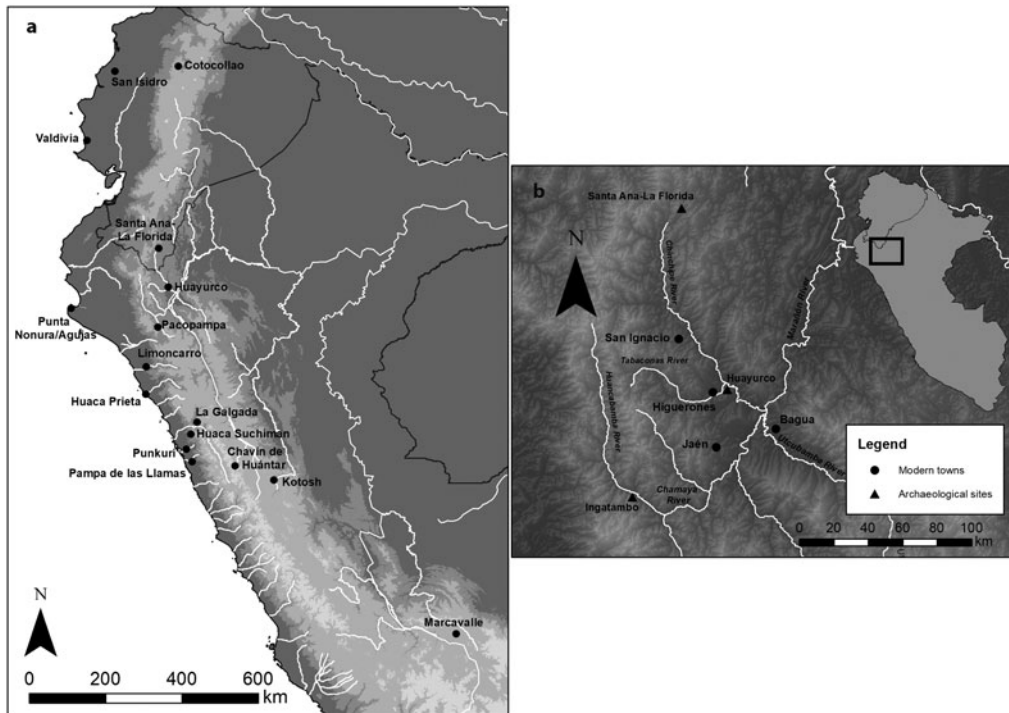 a
Cotocollao
San Isidro
Valdivia
Santa Ana-
La Florida
Huayurco
Punta
Nonura/Agujas
Pacopampa
Limoncarro
Huaca Prieta
La Galgada
Huaca Suchiman
Punkuri
Chavin de
Huántar
Pampa de las Llamas
Kotosh
Marcavalle
N
0 200 400 600
km
b
Santa Ana-La Florida
N
Chinchipe River
Marañón River
San Ignacio
Tabaconas River
Huancabamba River
Huayurco
Higuerones
Bagua
Jaén
Utcubamba River
Chamaya
River
Ingatambo
Legend
Modern towns
Archaeological sites
0 20 40 60 80 100
km